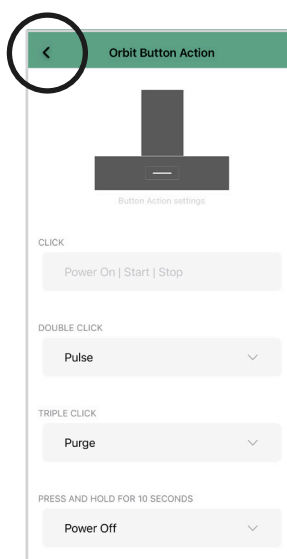 Orbit Button Action
Button Action settings
CLICK
Power On | Start | Stop
DOUBLE CLICK
Pulse
TRIPLE CLICK
Purge
PRESS AND HOLD FOR 10 SECONDS
Power Off